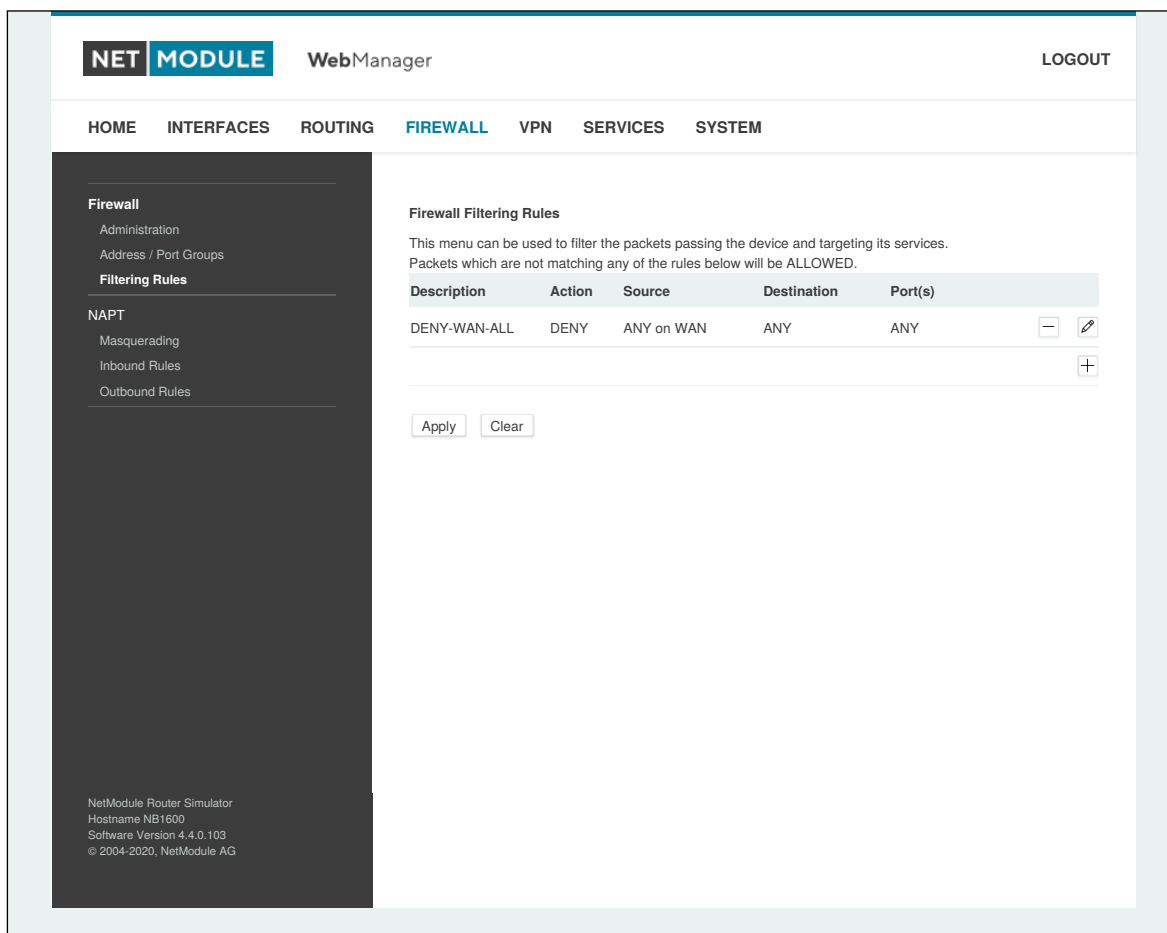 NET MODULE WebManager LOGOUT
HOME INTERFACES ROUTING FIREWALL VPN SERVICES SYSTEM
Firewall
Administration
Address / Port Groups
Filtering Rules
NAPT
Masquerading
Inbound Rules
Outbound Rules
Firewall Filtering Rules
This menu can be used to filter the packets passing the device and targeting its services.
Packets which are not matching any of the rules below will be ALLOWED.
Description Action Source Destination Port(s)
DENY-WAN-ALL DENY ANY on WAN ANY ANY
Apply Clear
NetModule Router Simulator
Hostname NB1600
Software Version 4.4.0.103
© 2004-2020, NetModule AG